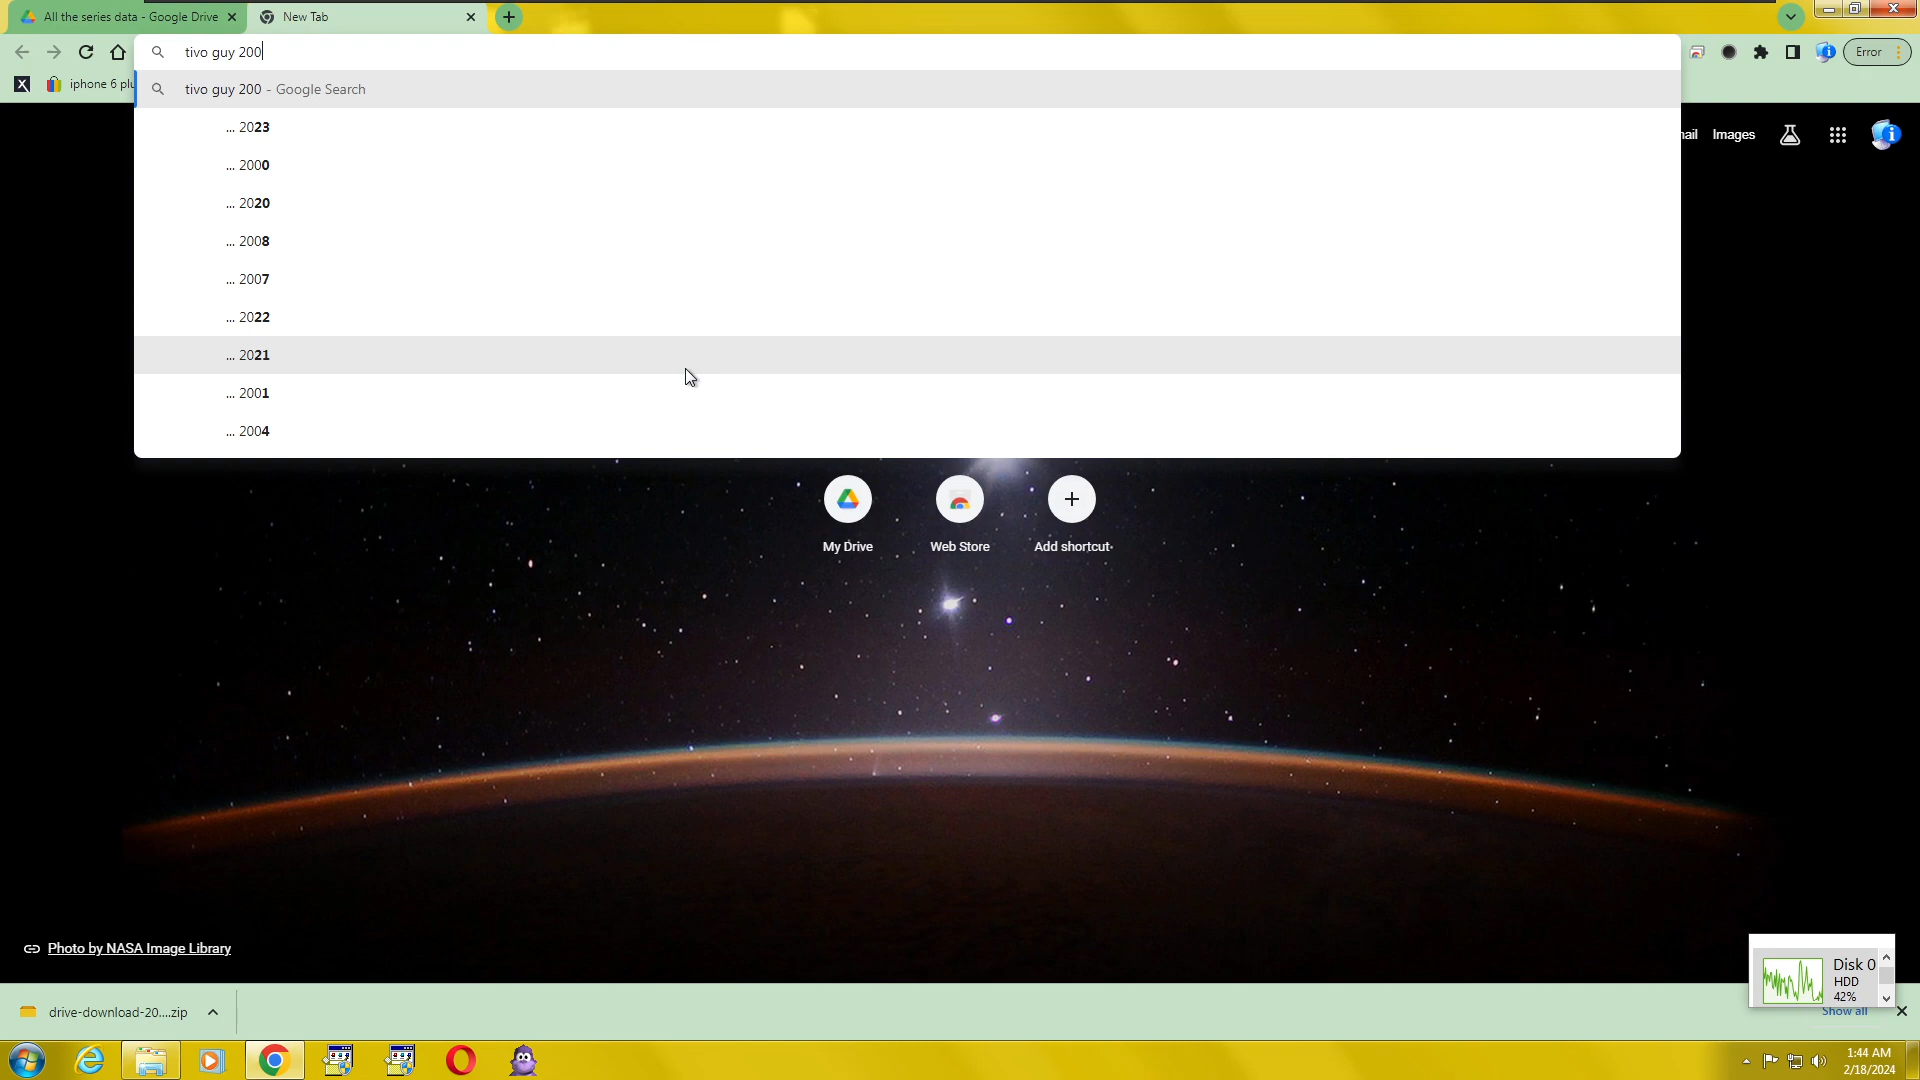 All the series data - Google Drive
New Tab
tivo guy 200
Error
iphone 6 plu
tivo guy 200 - Google Search
... 2023
... 2000
... 2020
... 2008
... 2007
... 2022
... 2021
... 2001
... 2004
Images
My Drive
Web Store
Add shortcut
Photo by NASA Image Library
Disk 0
HDD
42%
drive-download-20....zip
Show all
1:44 AM
2/18/2024